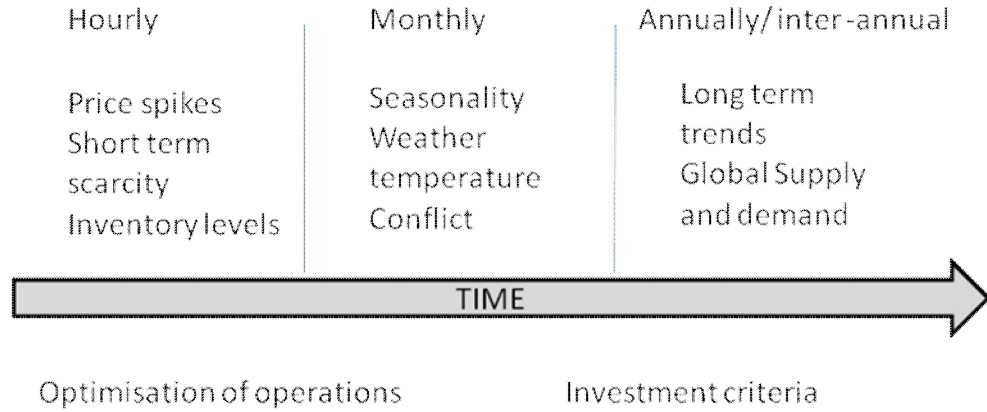 Hourly
Price spikes
Short term
scarcity
Inventory levels
Monthly
Seasonality
Weather
temperature
Conflict
Annually/inter-annual
Long term
trends
Global Supply
and demand
TIME
Optimisation of operations
Investment criteria